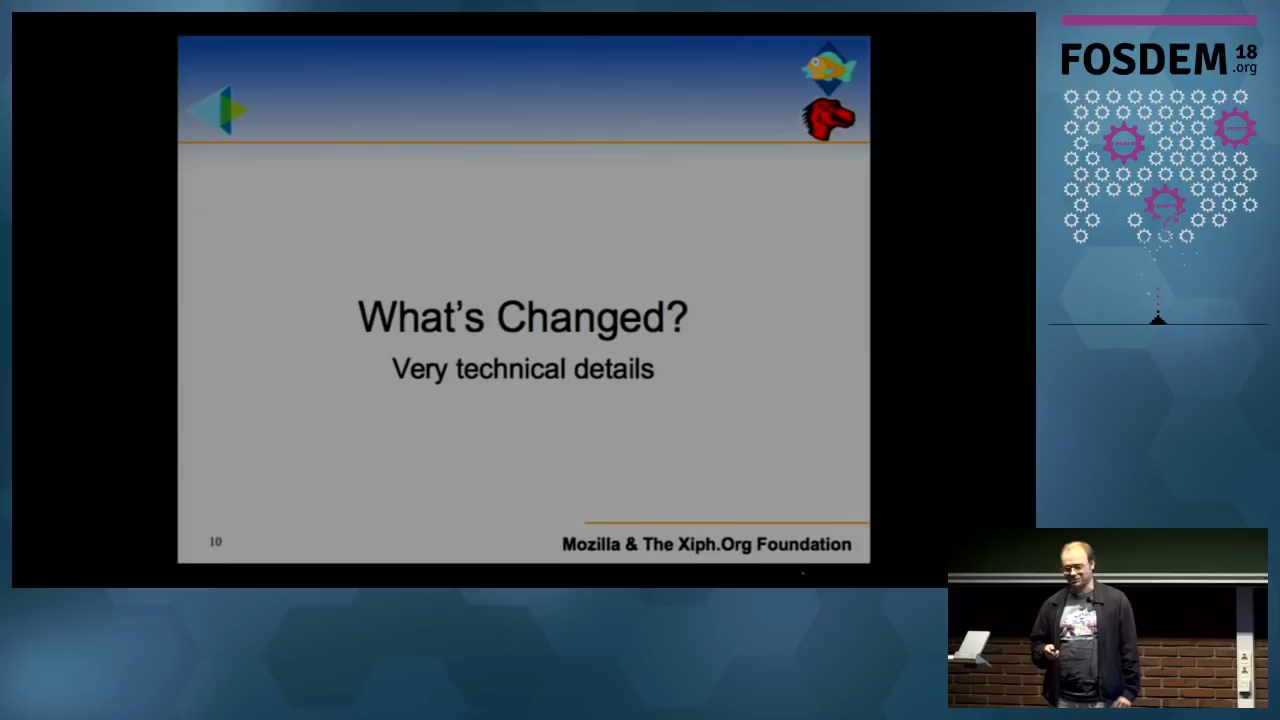 What's Changed?
Very technical details
10
Mozilla & The Xiph.Org Foundation
FOSDEM 18
.org